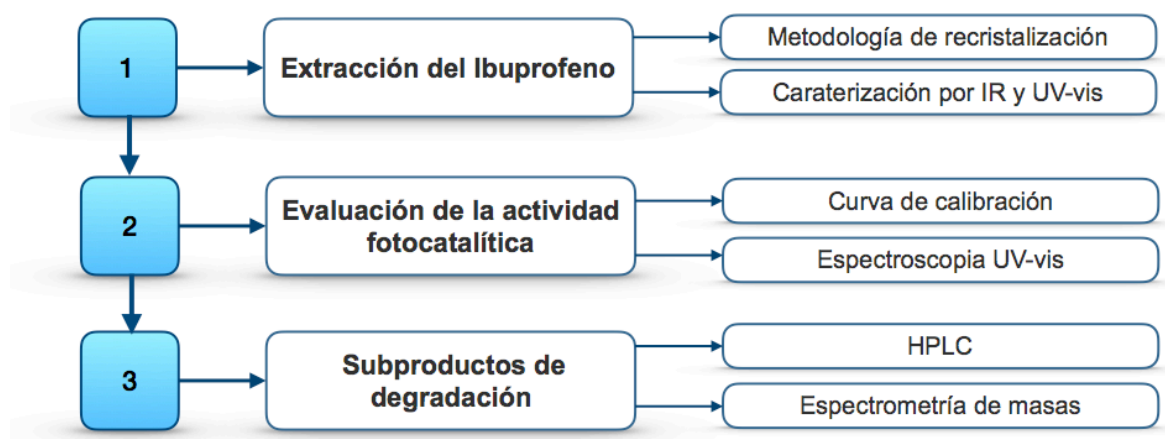 1
Extracción del Ibuprofeno
Metodología de recristalización
Caraterización por IR y UV-vis
2
Evaluación de la actividad
fotocatalítica
Curva de calibración
Espectroscopia UV-vis
3
Subproductos de
degradación
HPLC
Espectrometría de masas